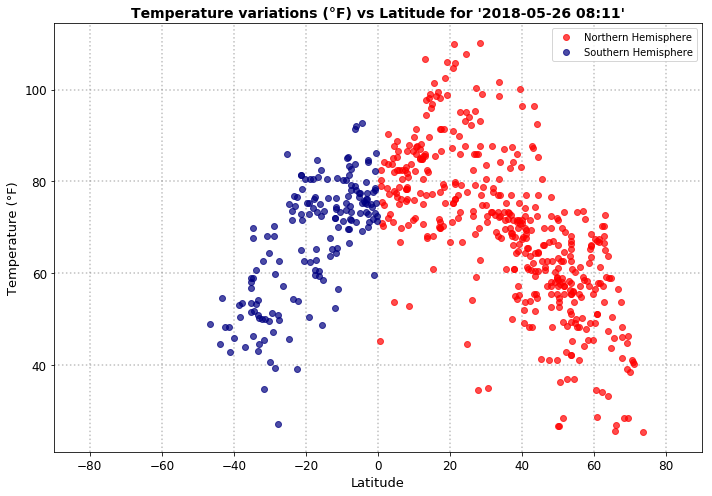 Temperature variations (°F) vs Latitude for '2018-05-26 08:11'
Northern Hemisphere
Southern Hemisphere
Temperature (°F)
100
80
60
40
−80 −60 −40 −20 0 20 40 60 80
Latitude